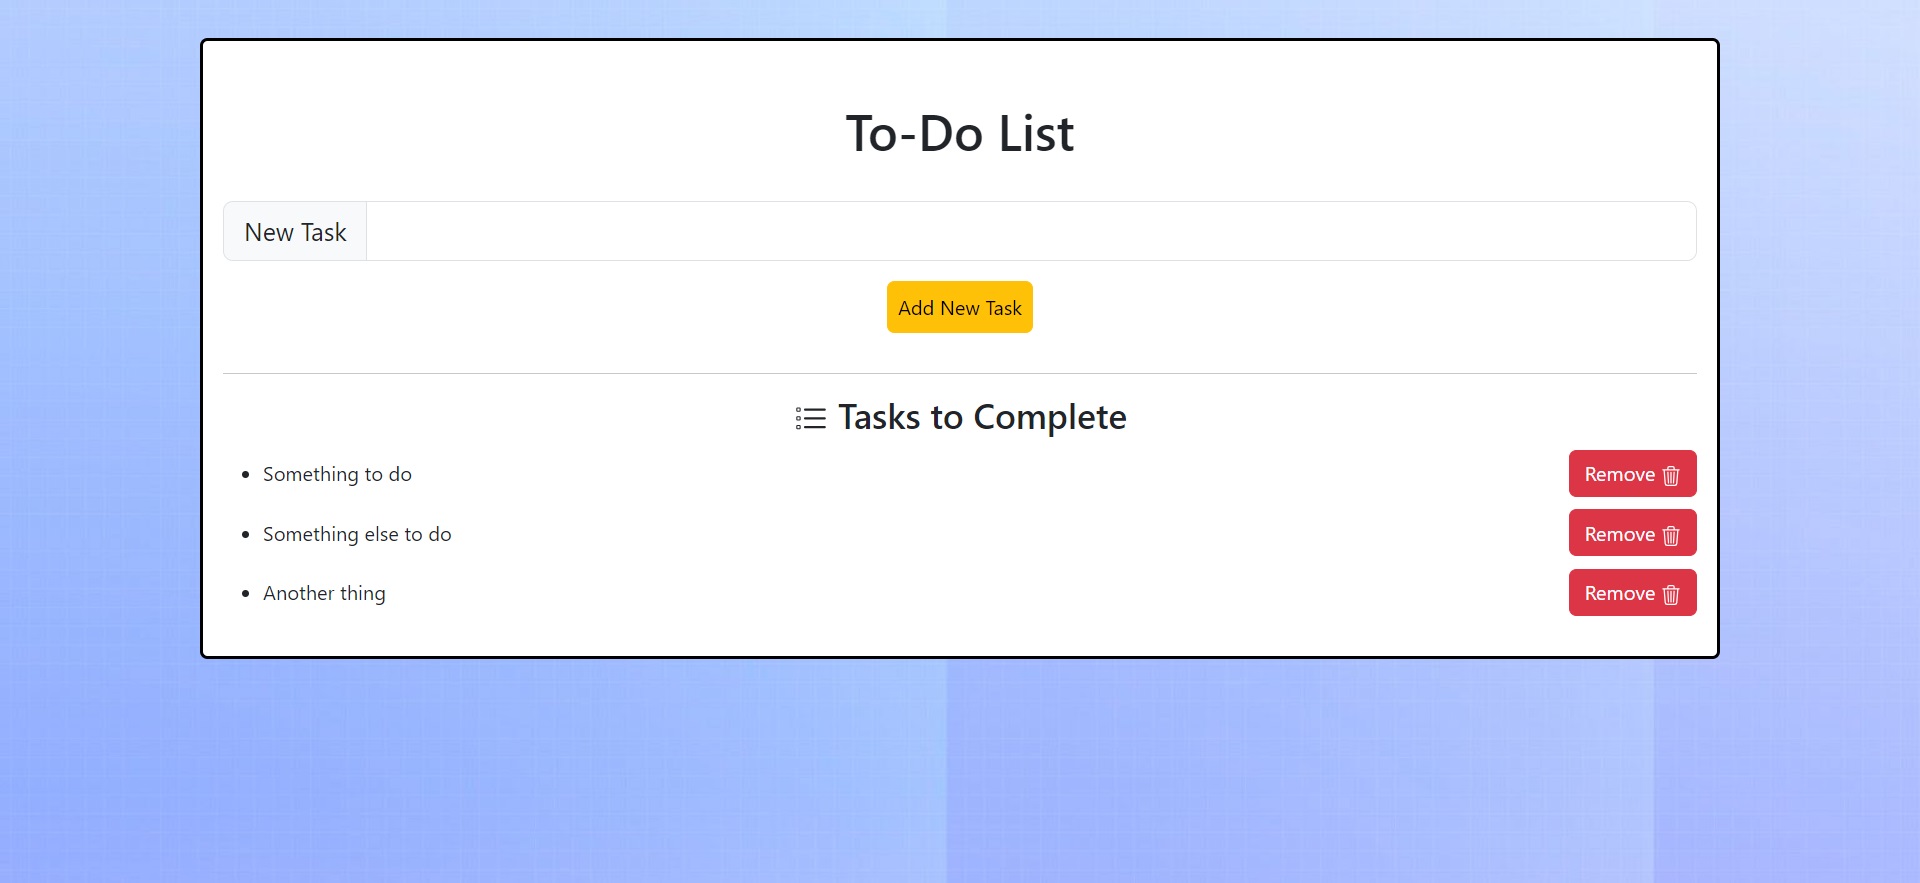 To-Do List
New Task
Add New Task
Tasks to Complete
Something to do Remove
Something else to do Remove
Another thing Remove